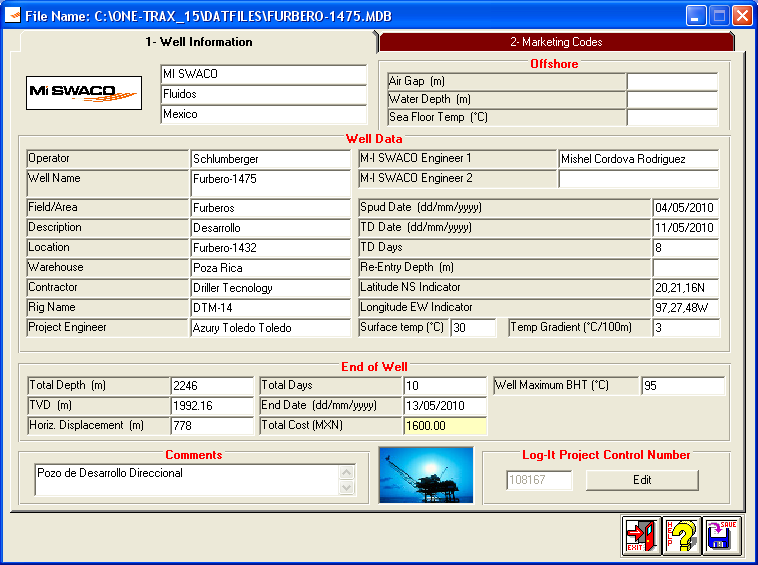 File Name: C:\ONE-TRAX_15\DATFILES\FURBERO-1475.MDB
1- Well Information
2- Marketing Codes
Mi SWACO
MI SWACO
Fluidos
Mexico
Offshore
Air Gap (m)
Water Depth (m)
Sea Floor Temp (°C)
Well Data
Operator Schlumberger
M-I SWACO Engineer 1 Mishel Cordova Rodriguez
Well Name Furbero-1475
M-I SWACO Engineer 2
Field/Area Furberos
Spud Date (dd/mm/yyyy) 04/05/2010
Description Desarrollo
TD Date (dd/mm/yyyy) 11/05/2010
Location Furbero-1432
TD Days 8
Warehouse Poza Rica
Re-Entry Depth (m)
Contractor Driller Tecnology
Latitude NS Indicator 20,21,16N
Rig Name DTM-14
Longitude EW Indicator 97,27,48W
Project Engineer Azury Toledo Toledo
Surface temp (°C) 30
Temp Gradient (°C/100m) 3
End of Well
Total Depth (m) 2246
Total Days 10
Well Maximum BHT (°C) 95
TVD (m) 1992.16
End Date (dd/mm/yyyy) 13/05/2010
Horiz. Displacement (m) 778
Total Cost (MXN) 1600.00
Comments
Pozo de Desarrollo Direccional
Log-It Project Control Number
108167
Edit
EXIT
HELP
SAVE